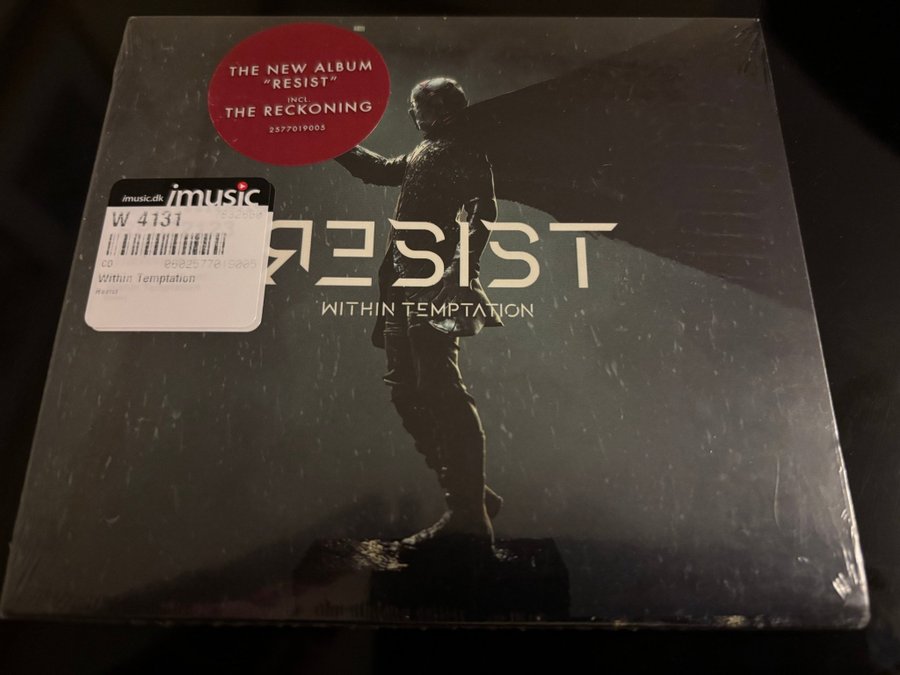 THE NEW ALBUM
"RESIST"
INCL.
THE RECKONING
2577019005
imusic.dk imusic
W 4131
CD 0602577019005
Within Temptation
Resist
RESIST
WITHIN TEMPTATION